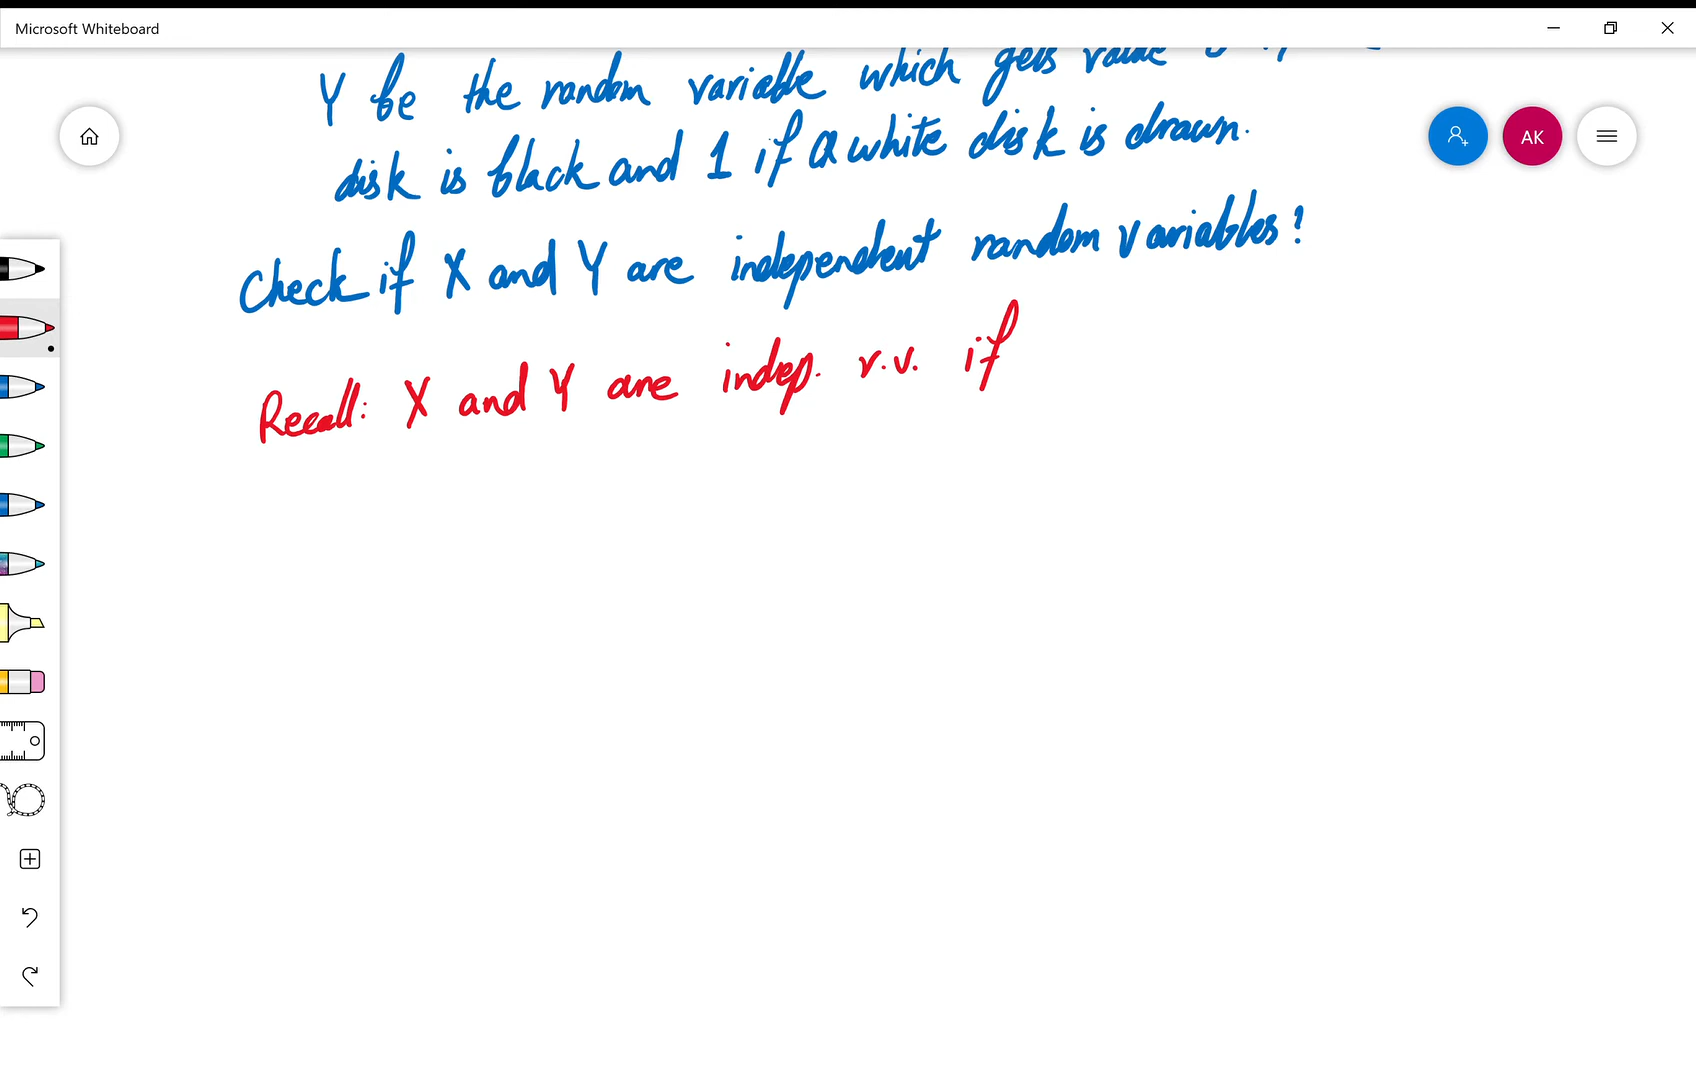 Microsoft Whiteboard
Y be the random variable which gets value
disk is black and 1 if a white disk is drawn.
AK
Check if X and Y are independent random variables?
Recall: X and Y are indep. r.v. if